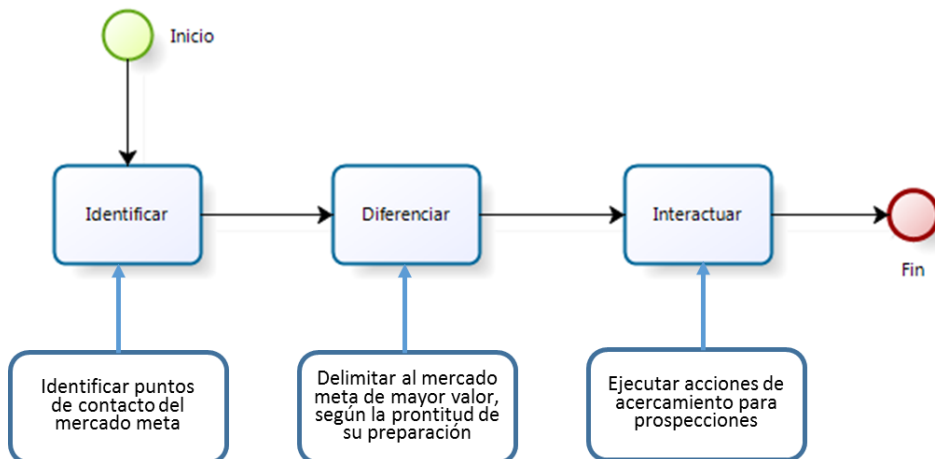 Inicio
Identificar
Diferenciar
Interactuar
Fin
Identificar puntos
de contacto del
mercado meta
Delimitar al mercado
meta de mayor valor,
según la prontitud de
su preparación
Ejecutar acciones de
acercamiento para
prospecciones